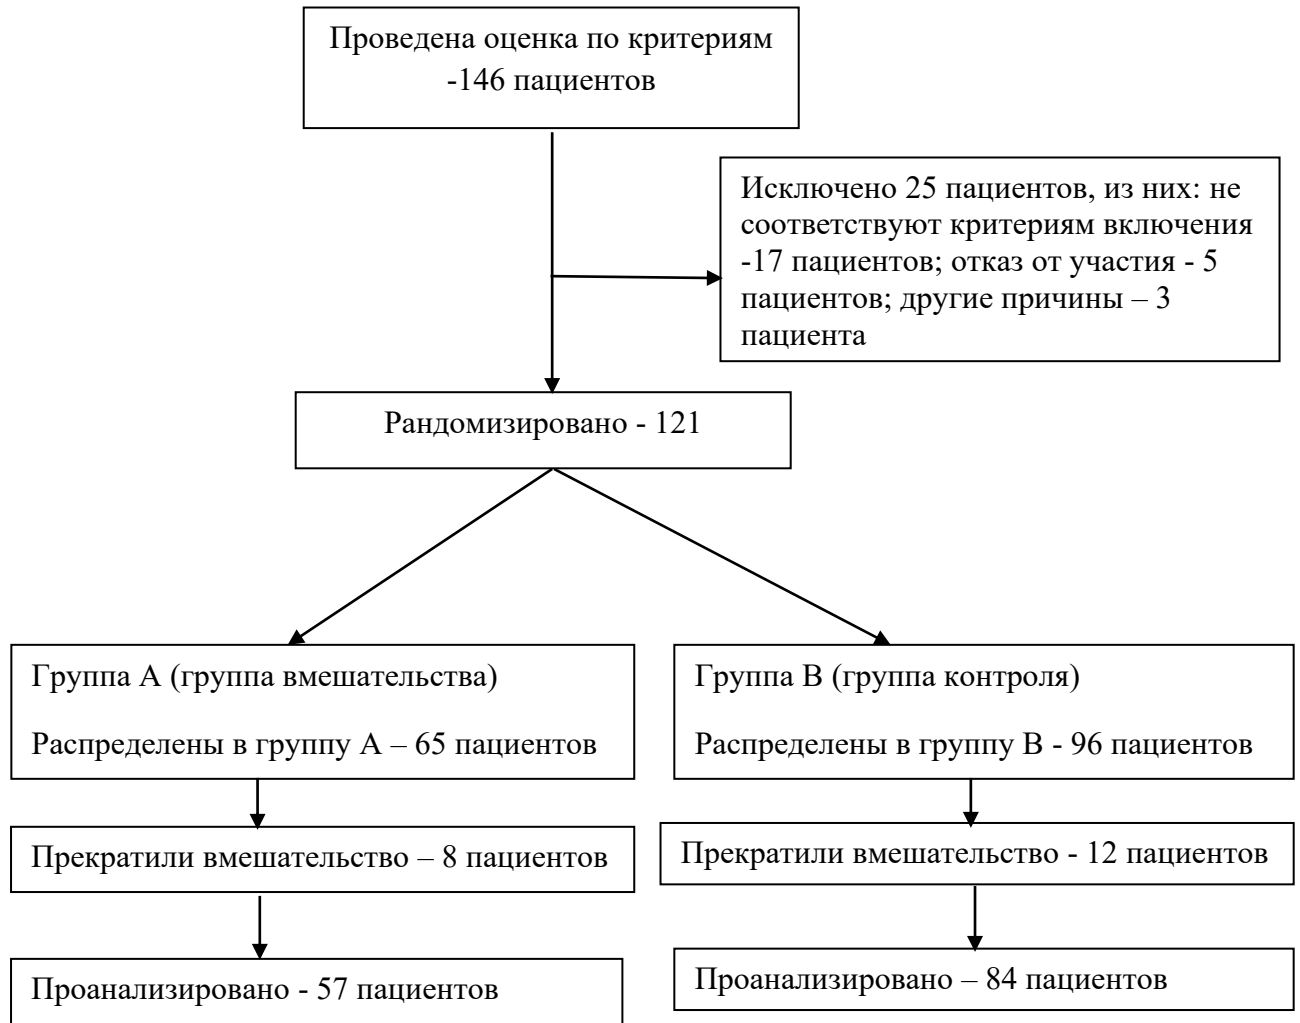 Проведена оценка по критериям
-146 пациентов
Исключено 25 пациентов, из них: не
соответствуют критериям включения
-17 пациентов; отказ от участия - 5
пациентов; другие причины – 3
пациента
Рандомизировано - 121
Группа А (группа вмешательства)
Распределены в группу А – 65 пациентов
Группа В (группа контроля)
Распределены в группу В - 96 пациентов
Прекратили вмешательство – 8 пациентов
Прекратили вмешательство - 12 пациентов
Проанализировано - 57 пациентов
Проанализировано – 84 пациентов